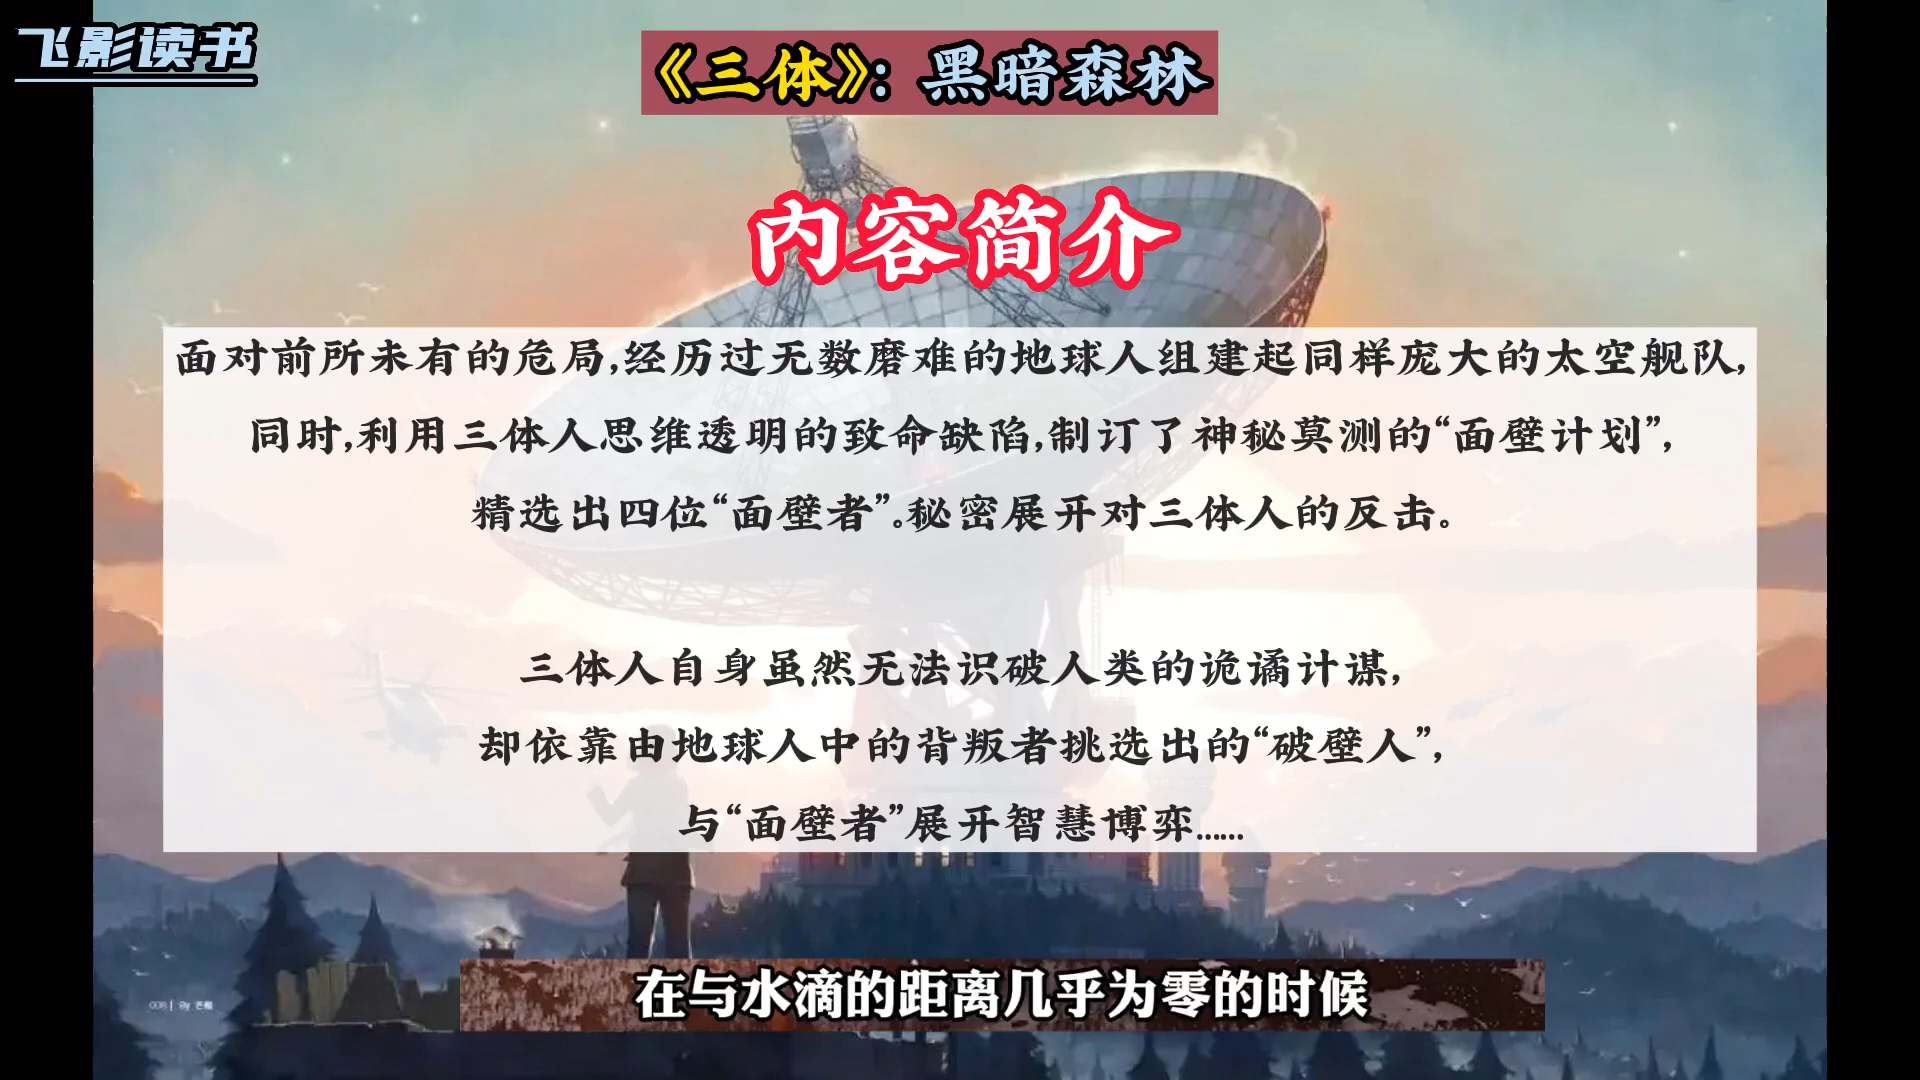 飞影读书
《三体》：黑暗森林
内容简介
面对前所未有的危局,经历过无数磨难的地球人组建起同样庞大的太空舰队,
同时,利用三体人思维透明的致命缺陷,制订了神秘莫测的“面壁计划”,
精选出四位“面壁者”。秘密展开对三体人的反击。
三体人自身虽然无法识破人类的诡谲计谋,
却依靠由地球人中的背叛者挑选出的“破壁人”,
与“面壁者”展开智慧博弈……
在与水滴的距离几乎为零的时候